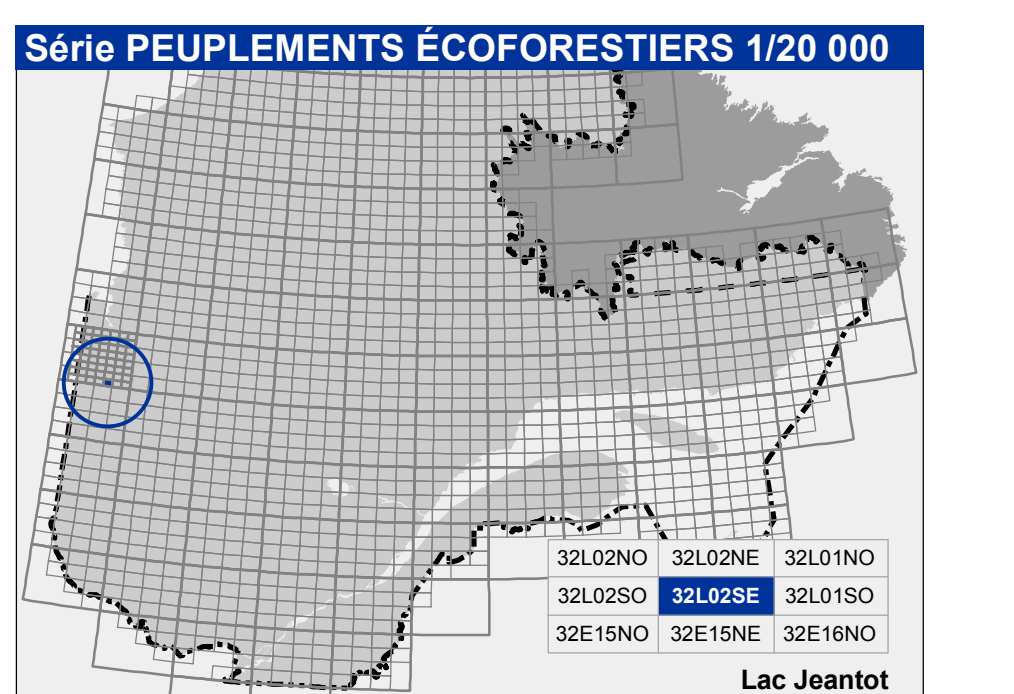 Série PEUPLEMENTS ÉCOFORESTIERS 1/20 000
32L02NO 32L02NE 32L01NO
32L02SO 32L02SE 32L01SO
32E15NO 32E15NE 32E16NO
Lac Jeantot